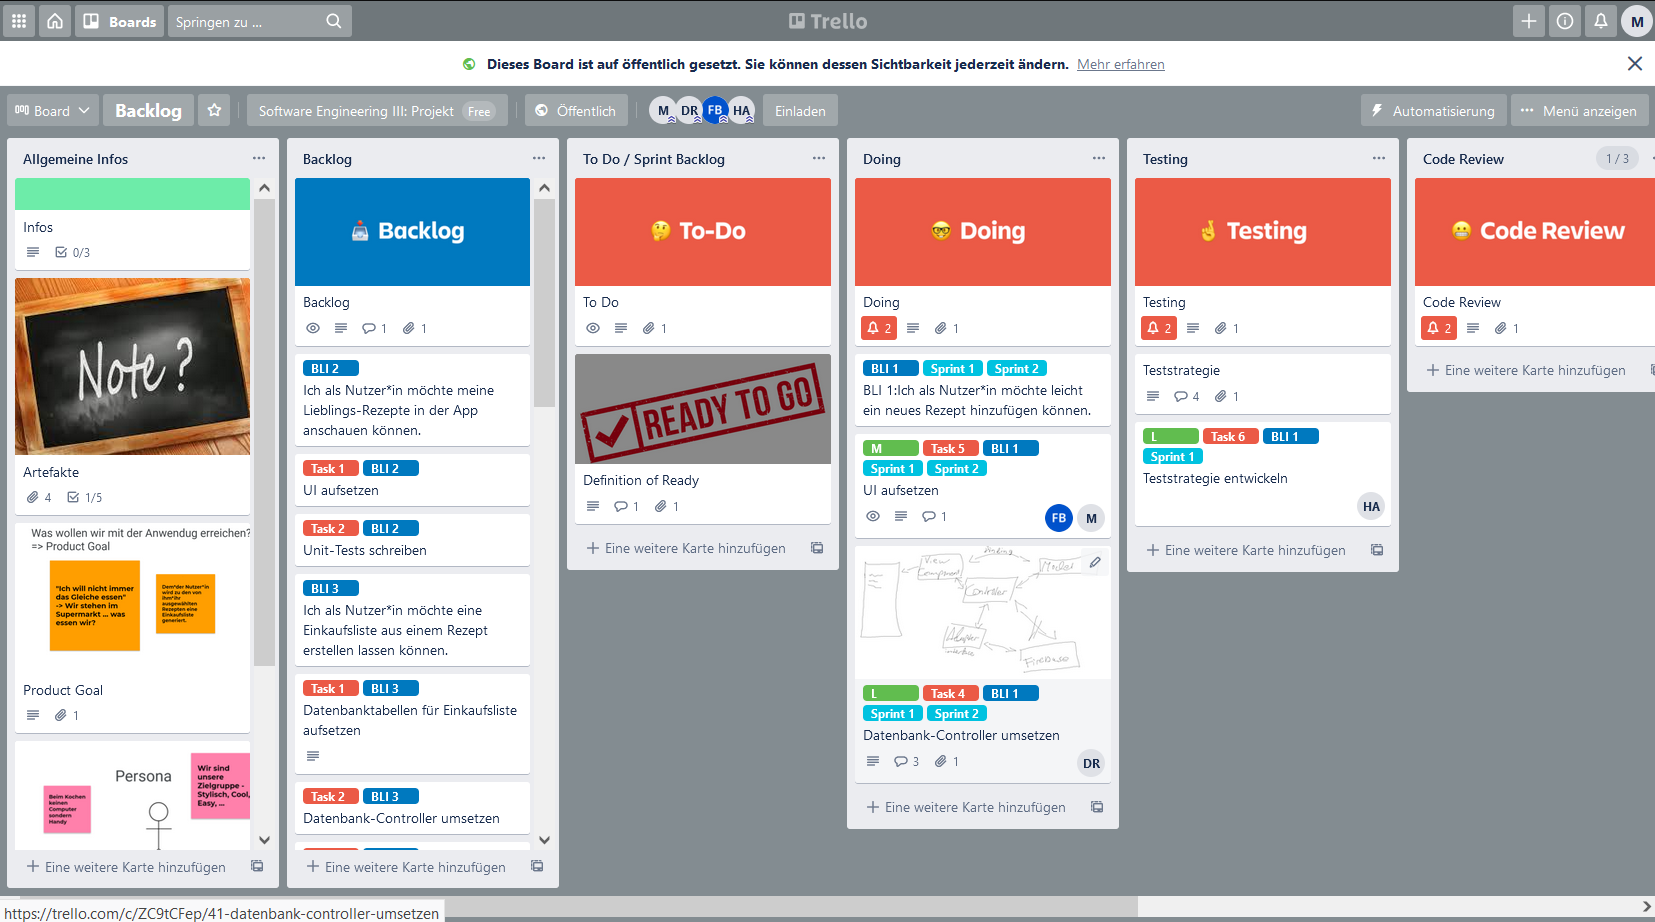 Boards
Springen zu ...
Trello
M
Dieses Board ist auf öffentlich gesetzt. Sie können dessen Sichtbarkeit jederzeit ändern. Mehr erfahren
Board
Backlog
Software Engineering III: Projekt Free
Öffentlich
M DR FB HA
Einladen
Automatisierung
Menü anzeigen
Allgemeine Infos
Infos
0/3
Note ?
Artefakte
4 1/5
Was wollen wir mit der Anwendug erreichen?
=> Product Goal
"Ich will nicht immer
das Gleiche essen"
-> Wir stehen im
Supermarkt ... was
essen wir?
Dem*der Nutzer*in
wird zu den von
ihm*ihr
ausgewählten
Rezepten eine
Einkaufsliste
generiert.
Product Goal
1
Persona
Beim Kochen
keinen
Computer
sondern
Handy
Wir sind
unsere
Zielgruppe -
Stylisch, Cool,
Easy, ...
Eine weitere Karte hinzufügen
Backlog
Backlog
Backlog
1 1
BLI 2
Ich als Nutzer*in möchte meine
Lieblings-Rezepte in der App
anschauen können.
Task 1 BLI 2
UI aufsetzen
Task 2 BLI 2
Unit-Tests schreiben
BLI 3
Ich als Nutzer*in möchte eine
Einkaufsliste aus einem Rezept
erstellen lassen können.
Task 1 BLI 3
Datenbanktabellen für Einkaufsliste
aufsetzen
Task 2 BLI 3
Datenbank-Controller umsetzen
Eine weitere Karte hinzufügen
To Do / Sprint Backlog
To-Do
To Do
1
READY TO GO
Definition of Ready
1 1
Eine weitere Karte hinzufügen
Doing
Doing
Doing
2 1
BLI 1 Sprint 1 Sprint 2
BLI 1:Ich als Nutzer*in möchte leicht
ein neues Rezept hinzufügen können.
M Task 5 BLI 1
Sprint 1 Sprint 2
UI aufsetzen
1 FB M
View
Component
Binding
Model
Controller
Adapter
interface
Firebase
L Task 4 BLI 1
Sprint 1 Sprint 2
Datenbank-Controller umsetzen
3 1 DR
Eine weitere Karte hinzufügen
Testing
Testing
Testing
2 1
Teststrategie
4 1
L Task 6 BLI 1
Sprint 1
Teststrategie entwickeln
HA
Eine weitere Karte hinzufügen
Code Review 1 / 3
Code Review
Code Review
2 1
Eine weitere Karte hinzufügen
https://trello.com/c/ZC9tCFep/41-datenbank-controller-umsetzen